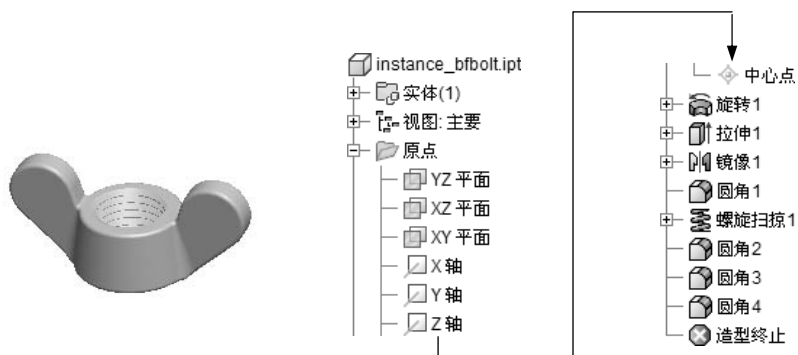 instance_bfbolt.ipt
实体(1)
视图: 主要
原点
YZ 平面
XZ 平面
XY 平面
X 轴
Y 轴
Z 轴
中心点
旋转1
拉伸1
镜像1
圆角1
螺旋扫掠1
圆角2
圆角3
圆角4
造型终止